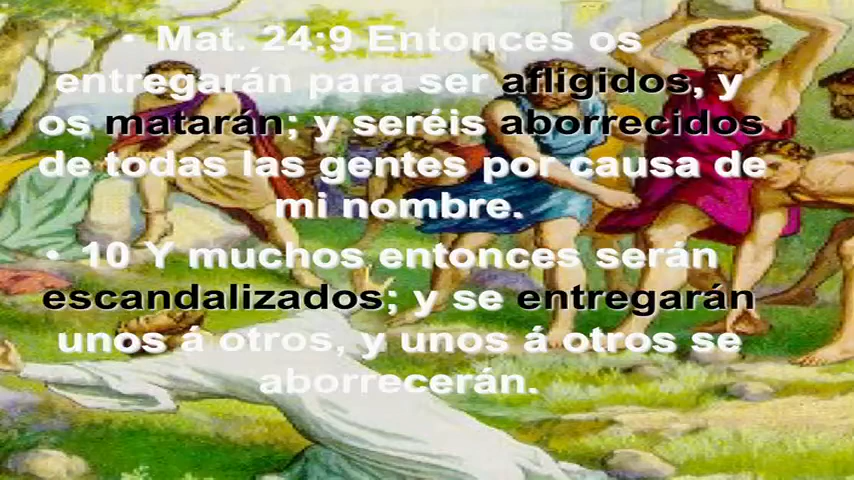 • Mat. 24:9 Entonces os
entregarán para ser afligidos, y
os matarán; y seréis aborrecidos
de todas las gentes por causa de
mi nombre.
• 10 Y muchos entonces serán
escandalizados; y se entregarán
unos á otros, y unos á otros se
aborrecerán.